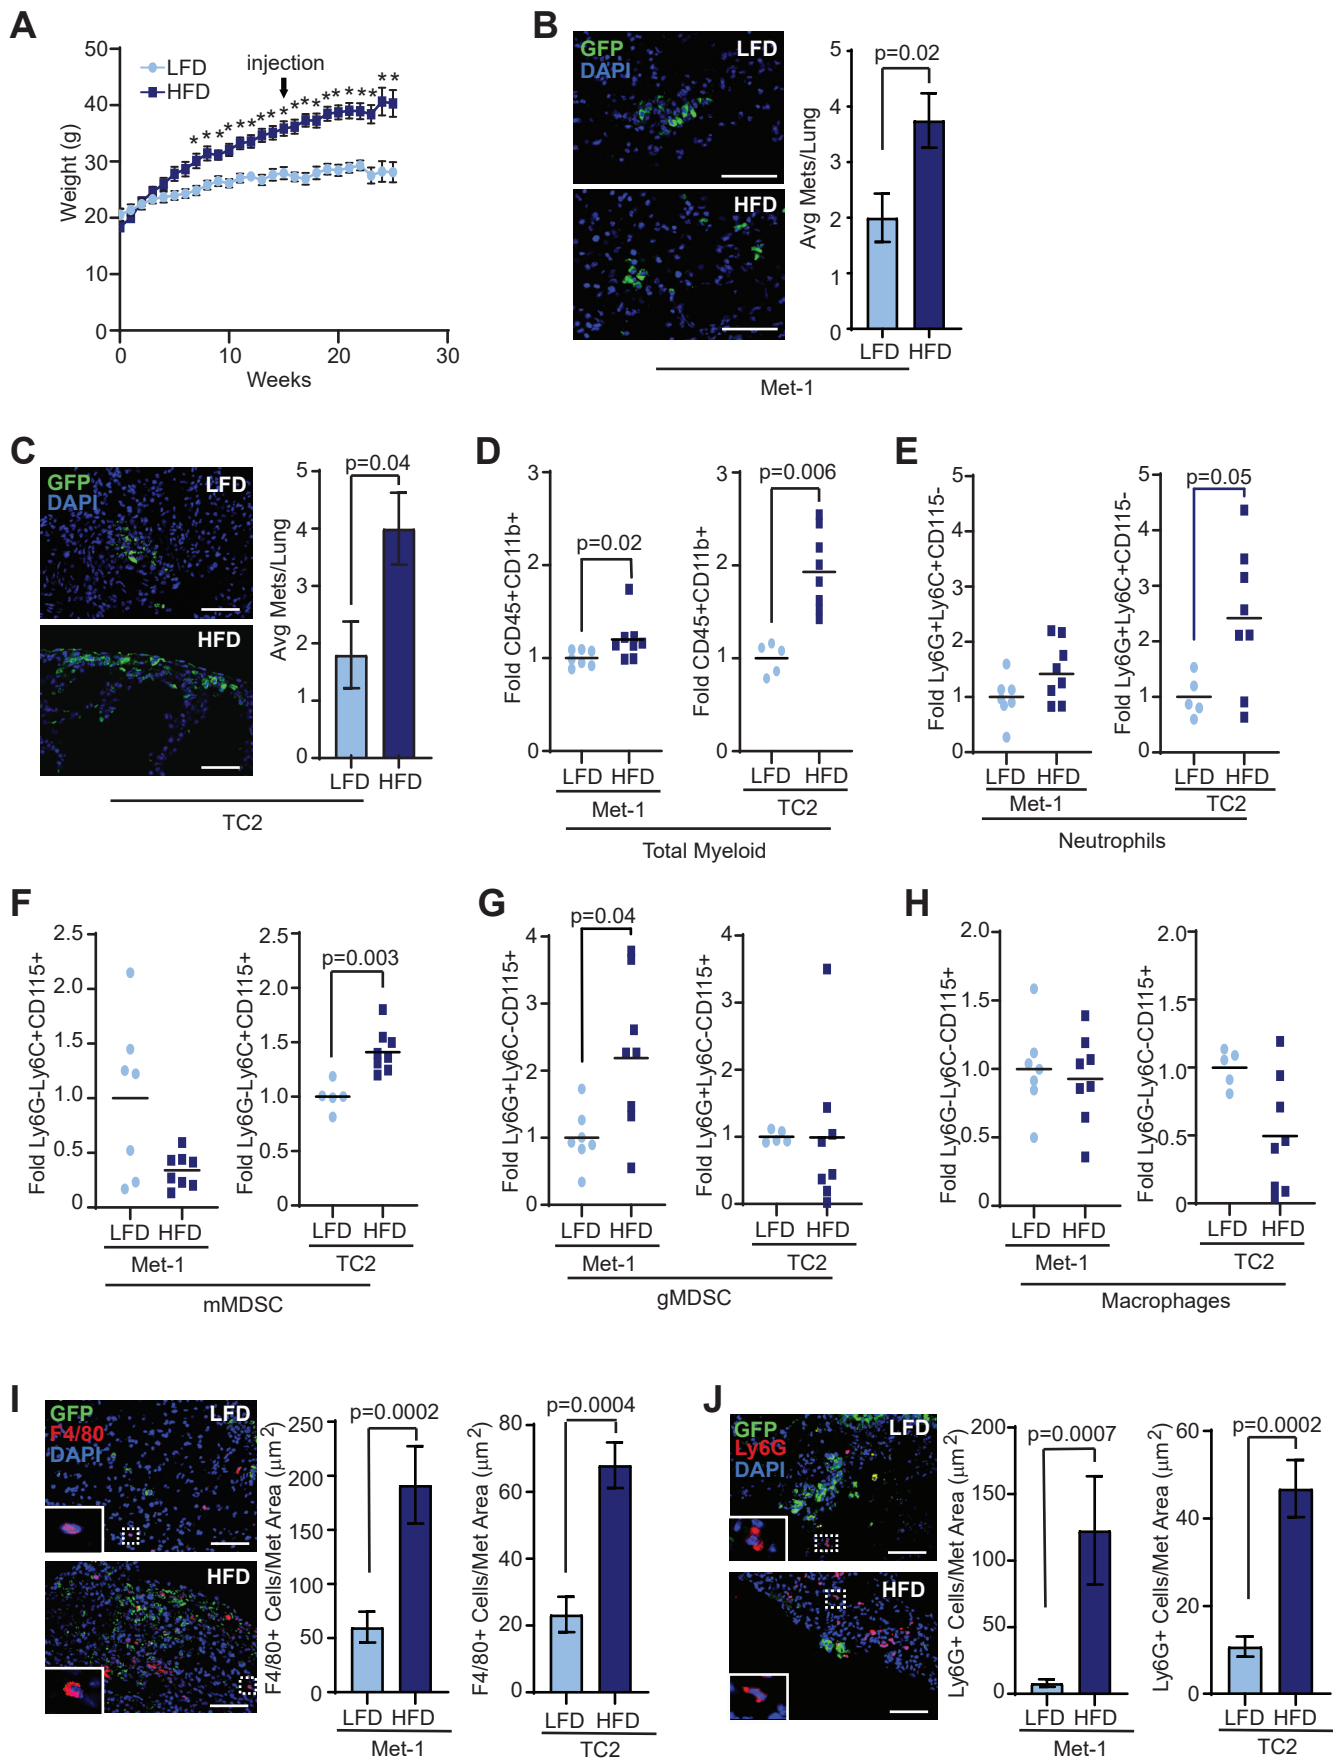 A
50
40
30
20
10
0
Weight (g)
LFD
HFD
injection
* * * * * * * * * * * * * * * * * * *
0 10 20 30
Weeks
B
GFP
DAPI
LFD
HFD
Avg Mets/Lung
5
4
3
2
1
0
p=0.02
LFD HFD
Met-1
C
GFP
DAPI
LFD
HFD
Avg Mets/Lung
5
4
3
2
1
0
p=0.04
LFD HFD
TC2
D
Fold CD45+CD11b+
3
2
1
0
p=0.02
LFD HFD
Met-1
Fold CD45+CD11b+
3
2
1
0
p=0.006
LFD HFD
TC2
Total Myeloid
E
Fold Ly6G+Ly6C+CD115-
5
4
3
2
1
0
LFD HFD
Met-1
Fold Ly6G+Ly6C+CD115-
5
4
3
2
1
0
p=0.05
LFD HFD
TC2
Neutrophils
F
Fold Ly6G-Ly6C+CD115+
2.5
2.0
1.5
1.0
0.5
0
LFD HFD
Met-1
Fold Ly6G-Ly6C+CD115+
2.5
2.0
1.5
1.0
0.5
0
p=0.003
LFD HFD
TC2
mMDSC
G
Fold Ly6G+Ly6C-CD115+
4
3
2
1
0
p=0.04
LFD HFD
Met-1
Fold Ly6G+Ly6C-CD115+
4
3
2
1
0
LFD HFD
TC2
gMDSC
H
Fold Ly6G-Ly6C-CD115+
2.0
1.5
1.0
0.5
0
LFD HFD
Met-1
Fold Ly6G-Ly6C-CD115+
2.0
1.5
1.0
0.5
0
LFD HFD
TC2
Macrophages
I
GFP
F4/80
DAPI
LFD
HFD
F4/80+ Cells/Met Area (μm²)
250
200
150
100
50
0
p=0.0002
LFD HFD
Met-1
F4/80+ Cells/Met Area (μm²)
80
60
40
20
0
p=0.0004
LFD HFD
TC2
J
GFP
Ly6G
DAPI
LFD
HFD
Ly6G+ Cells/Met Area (μm²)
200
150
100
50
0
p=0.0007
LFD HFD
Met-1
Ly6G+ Cells/Met Area (μm²)
60
40
20
0
p=0.0002
LFD HFD
TC2